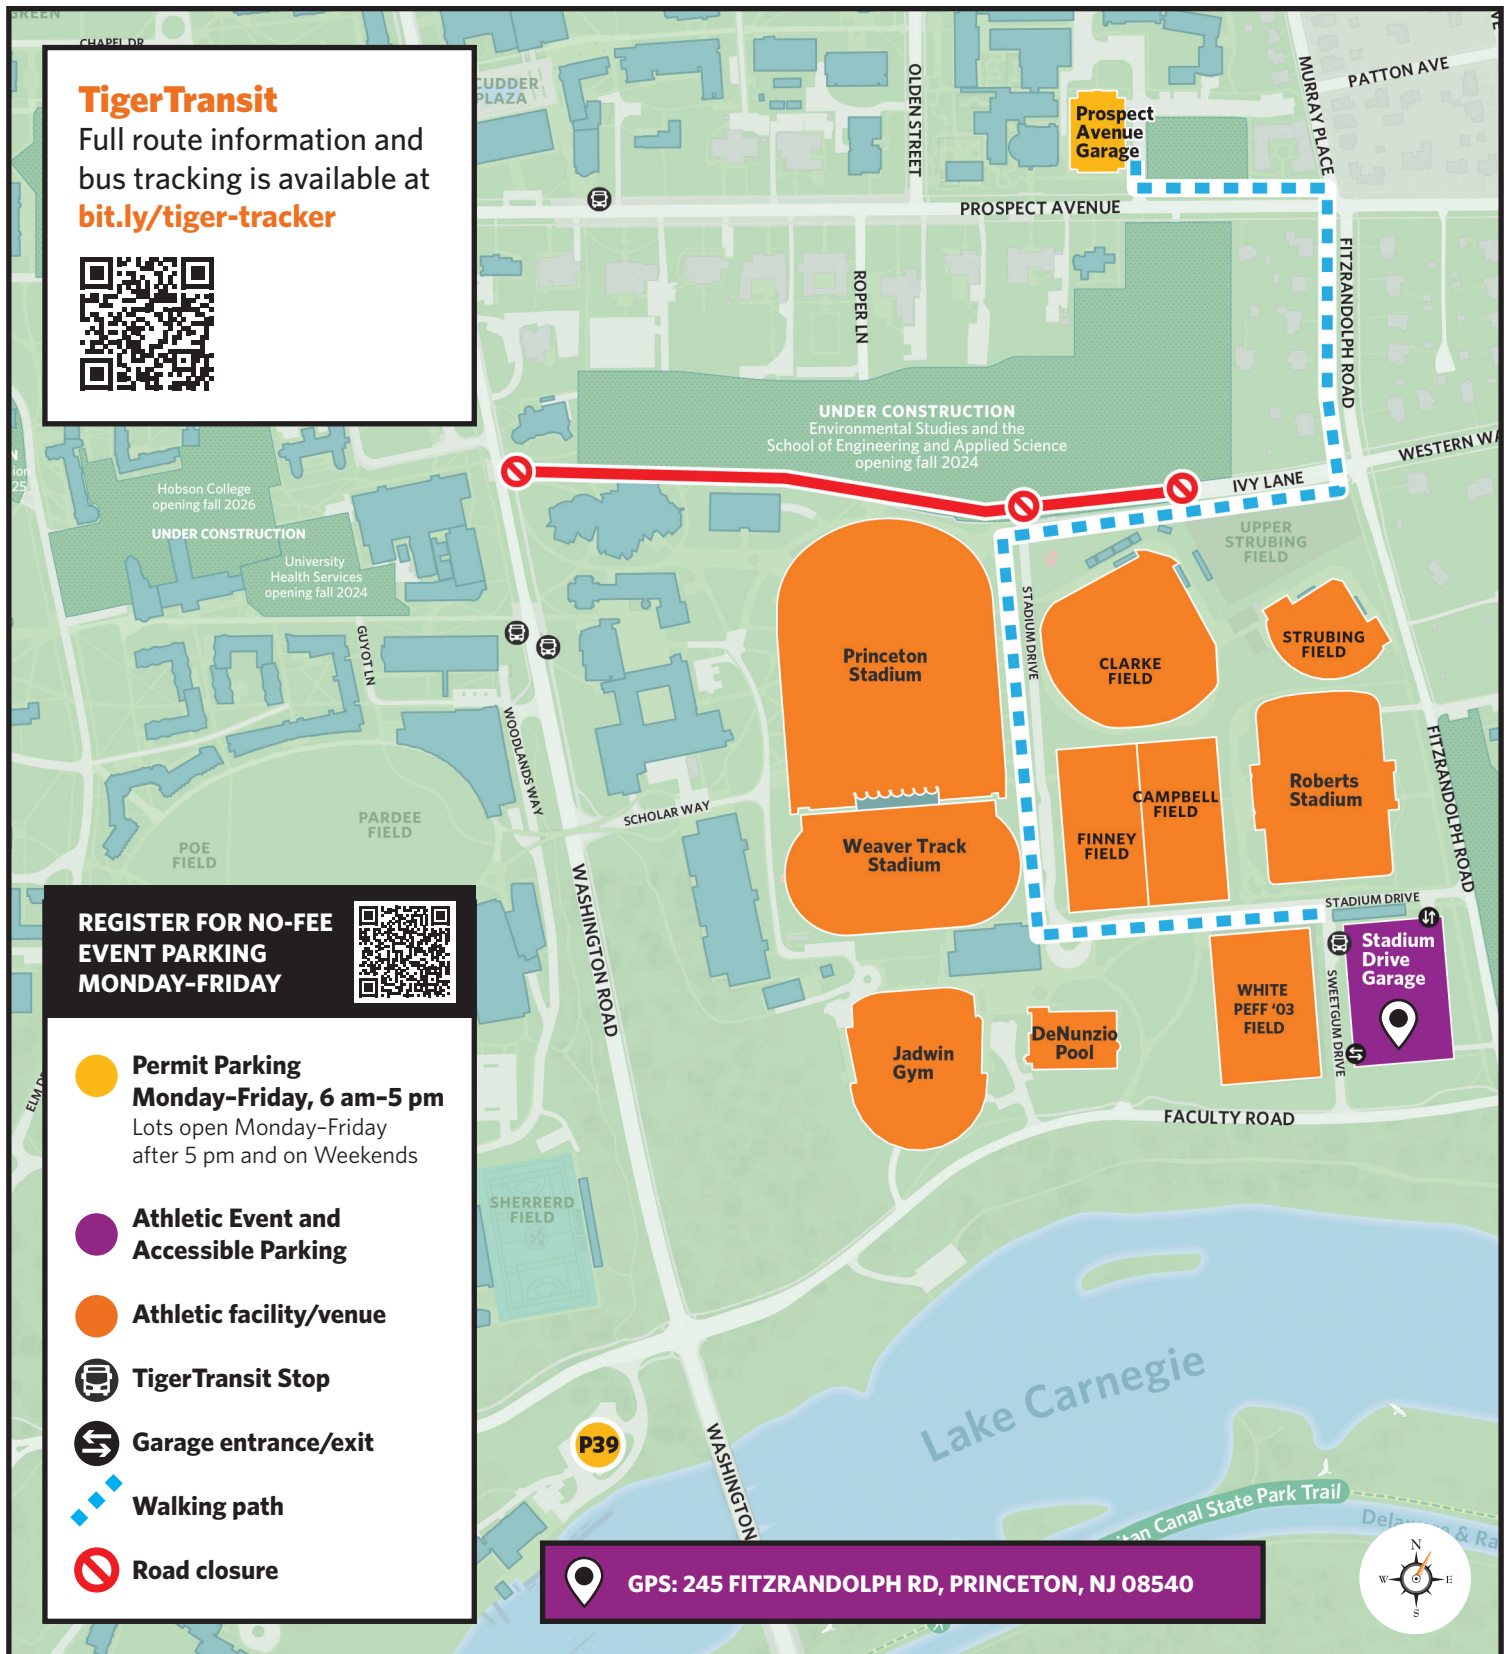 GREEN
CHAPEL DR
TigerTransit
Full route information and
bus tracking is available at
bit.ly/tiger-tracker
CUDDER
PLAZA
OLDEN STREET
Prospect
Avenue
Garage
MURRAY PLACE
PATTON AVE
PROSPECT AVENUE
ROPER LN
FITZRANDOLPH ROAD
UNDER CONSTRUCTION
Environmental Studies and the
School of Engineering and Applied Science
opening fall 2024
WESTERN WA
IVY LANE
Hobson College
opening fall 2026
UNDER CONSTRUCTION
University
Health Services
opening fall 2024
UPPER
STRUBING
FIELD
GUYOT LN
STADIUM DRIVE
Princeton
Stadium
CLARKE
FIELD
STRUBING
FIELD
WOODLANDS WAY
FITZRANDOLPH ROAD
Roberts
Stadium
CAMPBELL
FIELD
FINNEY
FIELD
SCHOLAR WAY
PARDEE
FIELD
POE
FIELD
Weaver Track
Stadium
WASHINGTON ROAD
STADIUM DRIVE
REGISTER FOR NO-FEE
EVENT PARKING
MONDAY–FRIDAY
Stadium
Drive
Garage
SWEETGUM DRIVE
WHITE
PEFF ‘03
FIELD
Jadwin
Gym
DeNunzio
Pool
ELM DR
FACULTY ROAD
Permit Parking
Monday–Friday, 6 am–5 pm
Lots open Monday–Friday
after 5 pm and on Weekends
SHERRERD
FIELD
Athletic Event and
Accessible Parking
Athletic facility/venue
TigerTransit Stop
Garage entrance/exit
Walking path
Road closure
P39
WASHINGTON
Lake Carnegie
itan Canal State Park Trail
Delaware & Ra
GPS: 245 FITZRANDOLPH RD, PRINCETON, NJ 08540
N
W
E
S